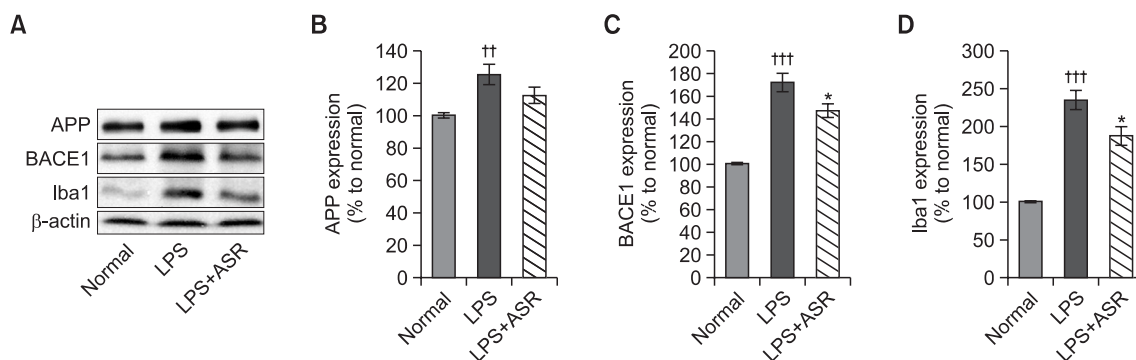 A
APP
BACE1
Iba1
β-actin
Normal
LPS
LPS+ASR
B
APP expression
(% to normal)
140
120
100
80
60
40
20
0
††
Normal
LPS
LPS+ASR
C
BACE1 expression
(% to normal)
200
180
160
140
120
100
80
60
40
20
0
†††
*
Normal
LPS
LPS+ASR
D
Iba1 expression
(% to normal)
300
250
200
150
100
50
0
†††
*
Normal
LPS
LPS+ASR